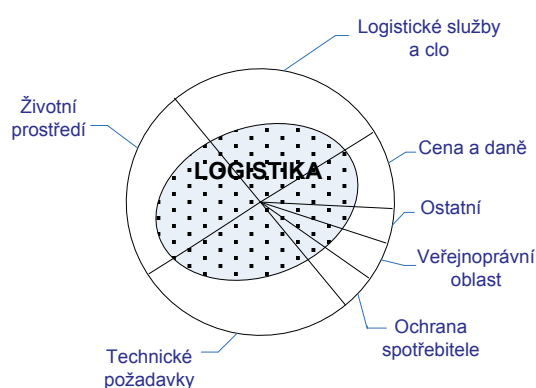 Logistické služby
a clo
Životní
prostředí
LOGISTIKA
Cena a daně
Ostatní
Veřejnoprávní
oblast
Ochrana
spotřebitele
Technické
požadavky